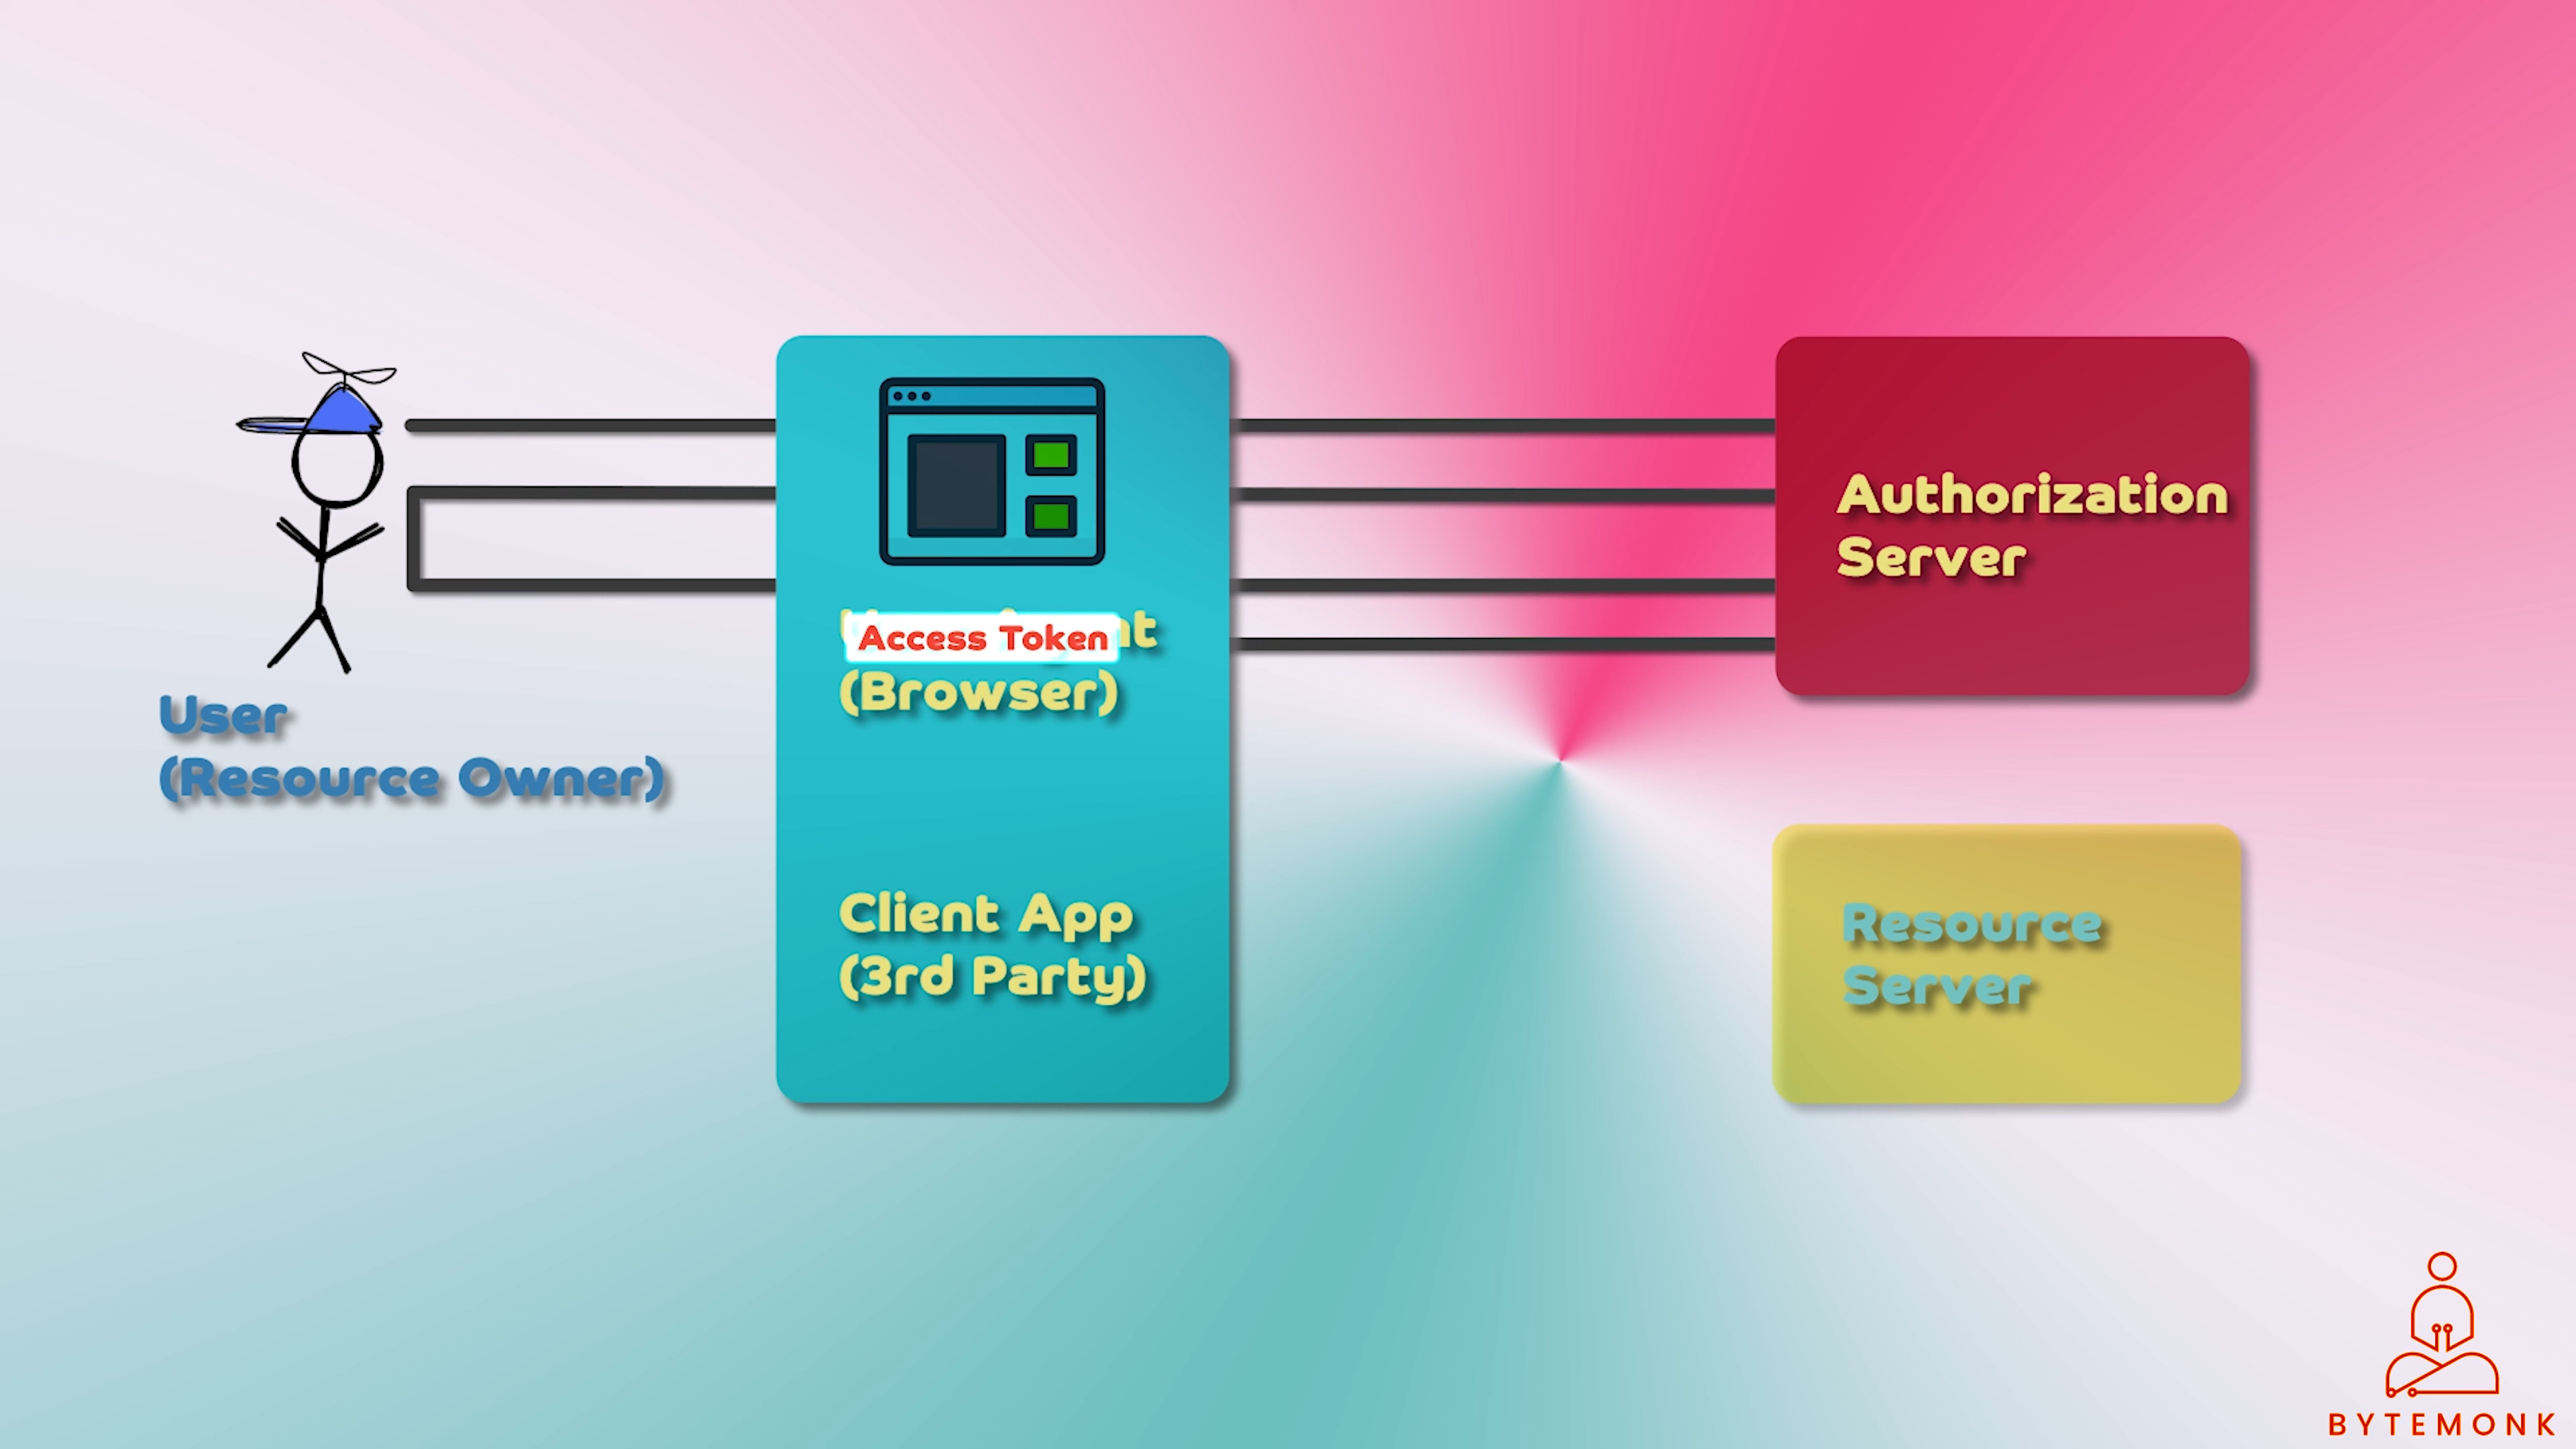 User
(Resource Owner)
Access Token
(Browser)
Client App
(3rd Party)
Authorization
Server
Resource
Server
BYTEMONK